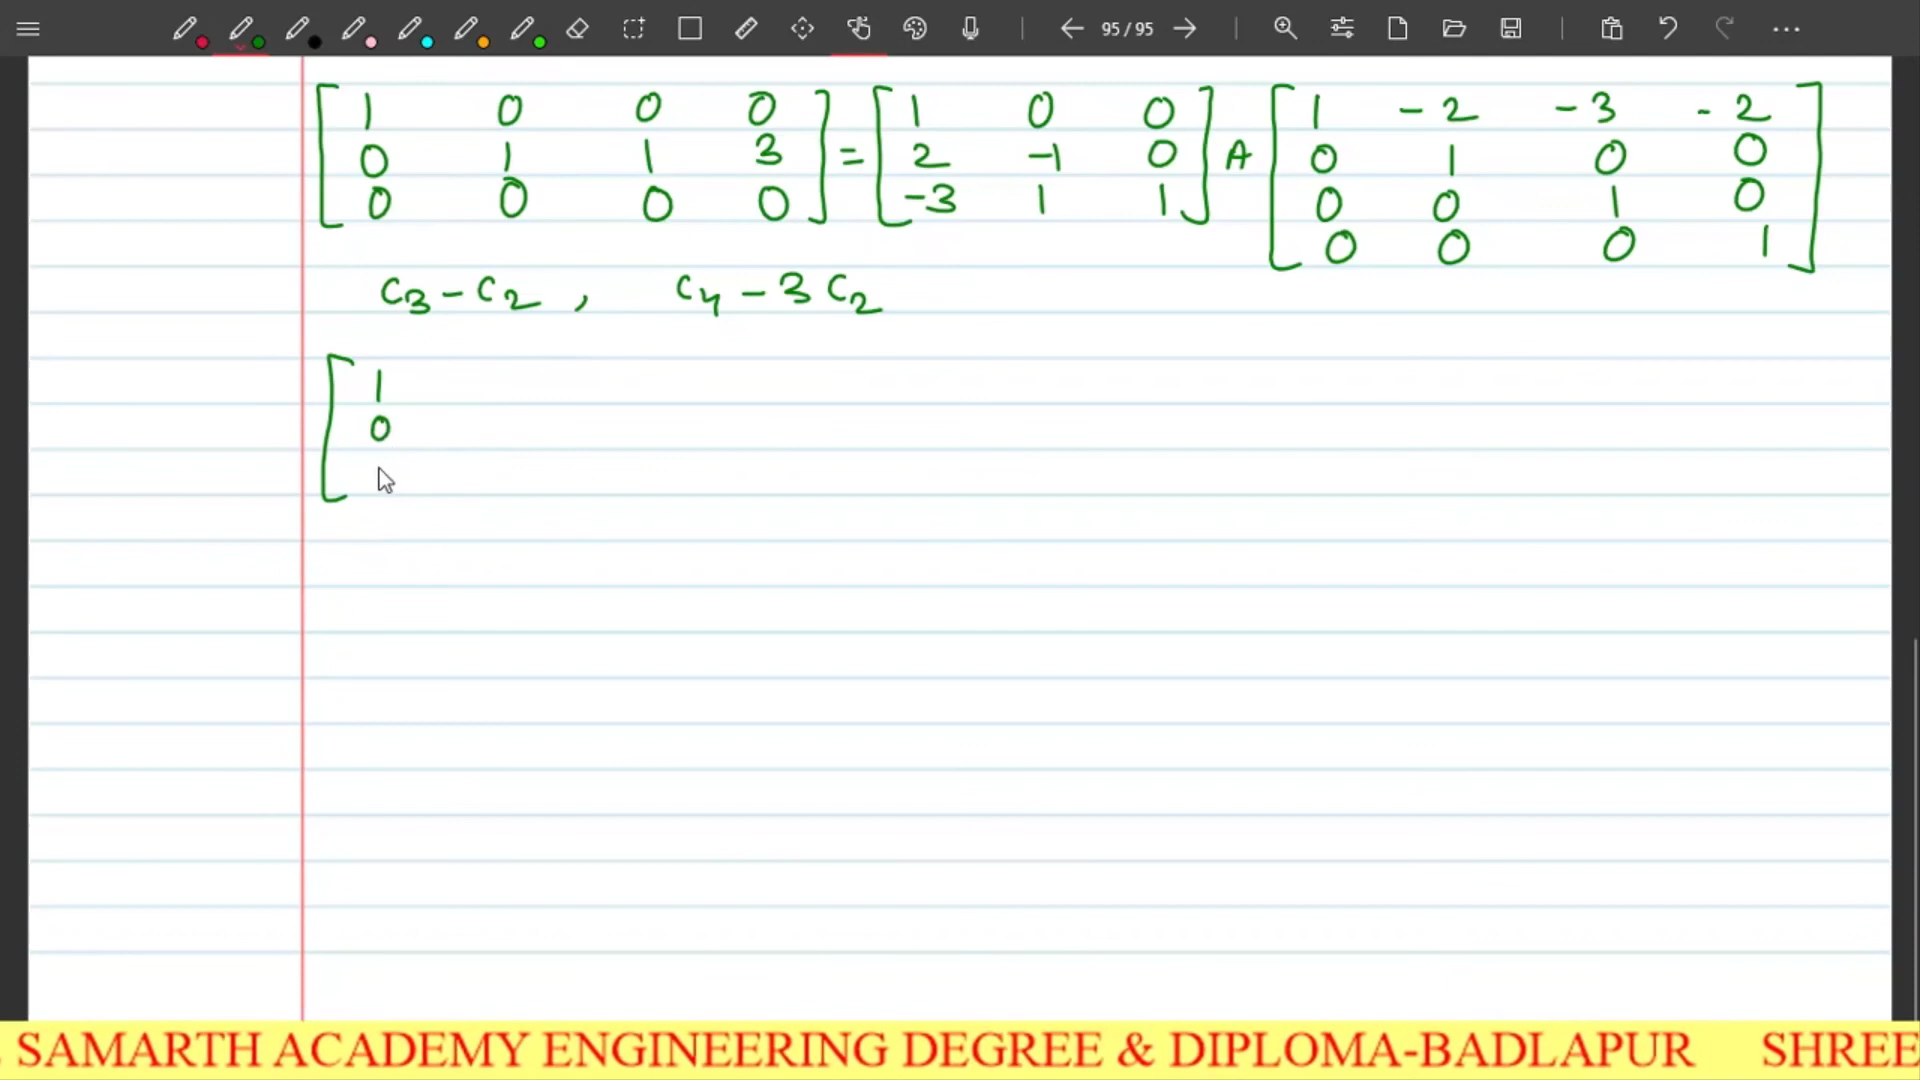 95 / 95
[ 1 0 0 0 ] = [ 1 0 0 ] A [ 1 -2 -3 -2 ]
[ 0 1 1 3 ] [ 2 -1 0 ] [ 0 1 0 0 ]
[ 0 0 0 0 ] [ -3 1 1 ] [ 0 0 1 0 ]
[ 0 0 0 1 ]
C3 - C2 , C4 - 3 C2
[ 1
0
SAMARTH ACADEMY ENGINEERING DEGREE & DIPLOMA-BADLAPUR SHREE